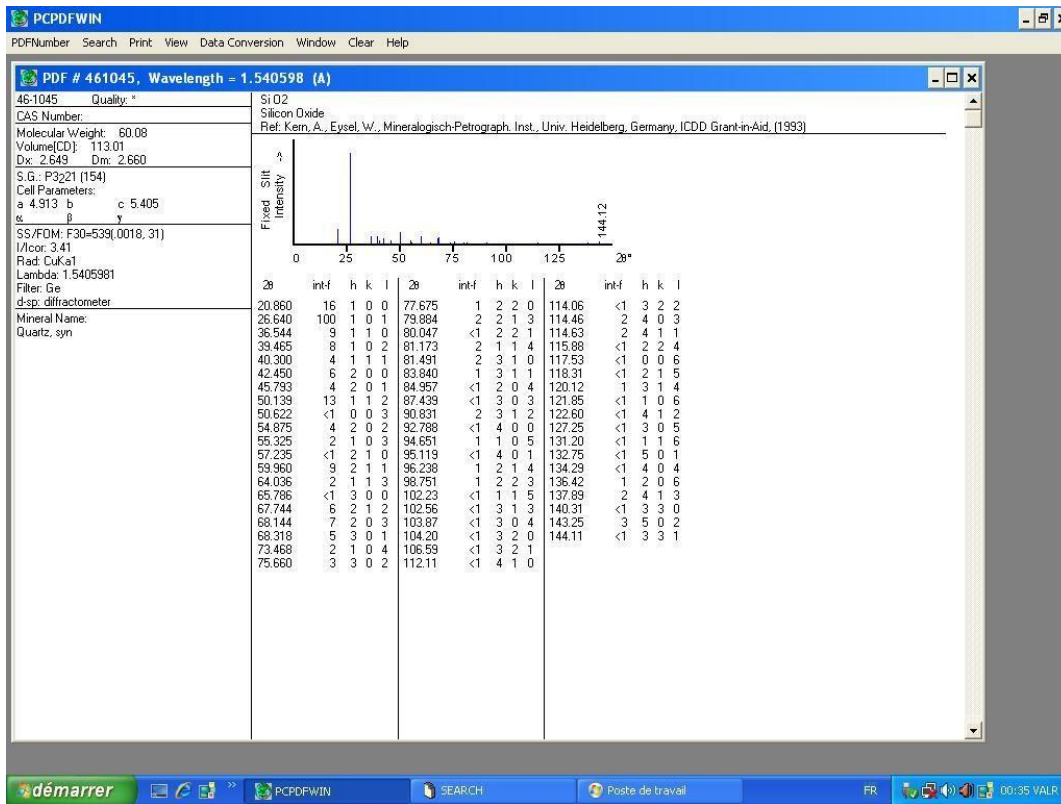 PCPDFWIN
PDFNumber Search Print View Data Conversion Window Clear Help
PDF # 461045, Wavelength = 1.540598 (A)
46-1045 Quality: *
CAS Number:
Molecular Weight: 60.08
Volume[CD]: 113.01
Dx: 2.649 Dm: 2.660
S.G.: P3221 (154)
Cell Parameters:
a 4.913 b c 5.405
α β γ
SS/FOM: F30=539(.0018, 31)
I/Icor: 3.41
Rad: CuKa1
Lambda: 1.5405981
Filter: Ge
d-sp: diffractometer
Mineral Name:
Quartz, syn
Si O2
Silicon Oxide
Ref: Kern, A., Eysel, W., Mineralogisch-Petrograph. Inst., Univ. Heidelberg, Germany, ICDD Grant-in-Aid, (1993)
Fixed Slit
Intensity ->
144.12
0 25 50 75 100 125 2θ°
2θ int-f h k l
20.860 16 1 0 0
26.640 100 1 0 1
36.544 9 1 1 0
39.465 8 1 0 2
40.300 4 1 1 1
42.450 6 2 0 0
45.793 4 2 0 1
50.139 13 1 1 2
50.622 <1 0 0 3
54.875 4 2 0 2
55.325 2 1 0 3
57.235 <1 2 1 0
59.960 9 2 1 1
64.036 2 1 1 3
65.786 <1 3 0 0
67.744 6 2 1 2
68.144 7 2 0 3
68.318 5 3 0 1
73.468 2 1 0 4
75.660 3 3 0 2
2θ int-f h k l
77.675 1 2 2 0
79.884 2 2 1 3
80.047 <1 2 2 1
81.173 2 1 1 4
81.491 2 3 1 0
83.840 1 3 1 1
84.957 <1 2 0 4
87.439 <1 3 0 3
90.831 2 3 1 2
92.788 <1 4 0 0
94.651 1 1 0 5
95.119 <1 4 0 1
96.238 1 2 1 4
98.751 1 2 2 3
102.23 <1 1 1 5
102.56 <1 3 1 3
103.87 <1 3 0 4
104.20 <1 3 2 0
106.59 <1 3 2 1
112.11 <1 4 1 0
2θ int-f h k l
114.06 <1 3 2 2
114.46 2 4 0 3
114.63 2 4 1 1
115.88 <1 2 2 4
117.53 <1 0 0 6
118.31 <1 2 1 5
120.12 1 3 1 4
121.85 <1 1 0 6
122.60 <1 4 1 2
127.25 <1 3 0 5
131.20 <1 1 1 6
132.75 <1 5 0 1
134.29 <1 4 0 4
136.42 1 2 0 6
137.89 2 4 1 3
140.31 <1 3 3 0
143.25 3 5 0 2
144.11 <1 3 3 1
démarrer PCPDFWIN SEARCH Poste de travail FR 00:35 VALR